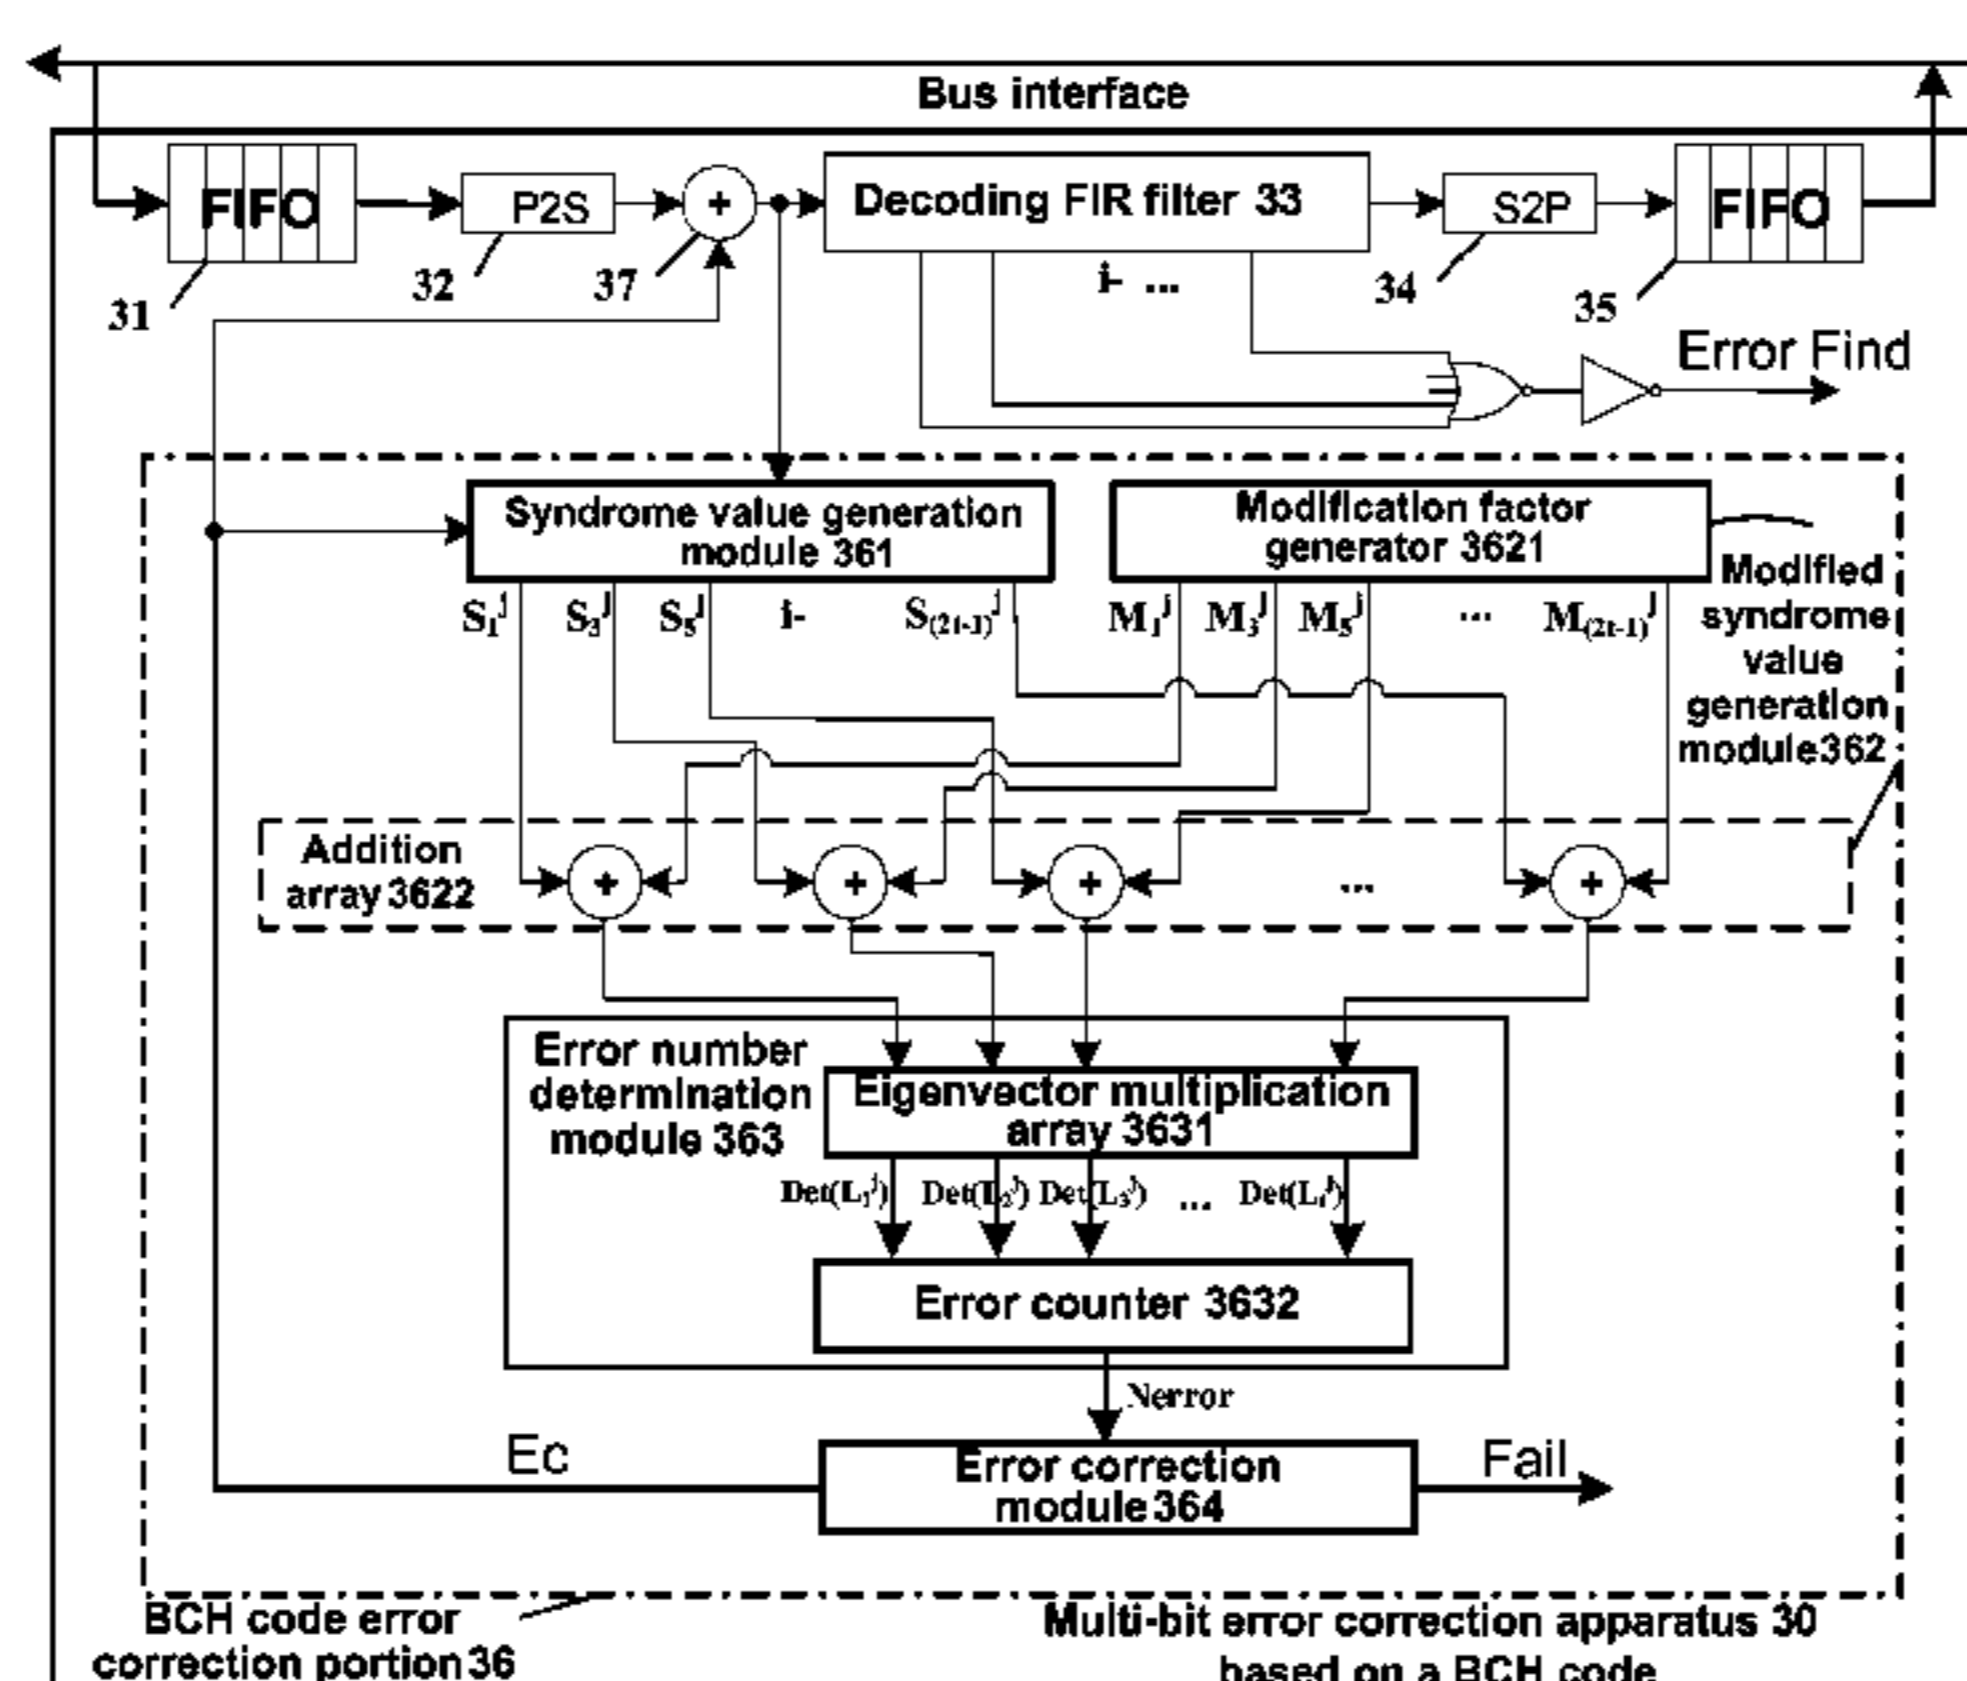 Bus interface
FIFO
P2S
+
Decoding FIR filter 33
S2P
FIFO
31
32
37
i- ...
34
35
Error Find
Syndrome value generation
module 361
Modification factor
generator 3621
S₁ʲ S₃ʲ S₅ʲ i- S₍₂ₜ₋₁₎ʲ
M₁ʲ M₃ʲ M₅ʲ ... M₍₂ₜ₋₁₎ʲ
Modified
syndrome
value
generation
module362
Addition
array 3622
+ + + ... +
Error number
determination
module 363
Eigenvector multiplication
array 3631
Det(L₁ʲ) Det(L₂ʲ) Det(L₃ʲ) ... Det(Lₜʲ)
Error counter 3632
Nerror
Ec
Error correction
module 364
Fail
BCH code error
correction portion 36
Multi-bit error correction apparatus 30
based on a BCH code